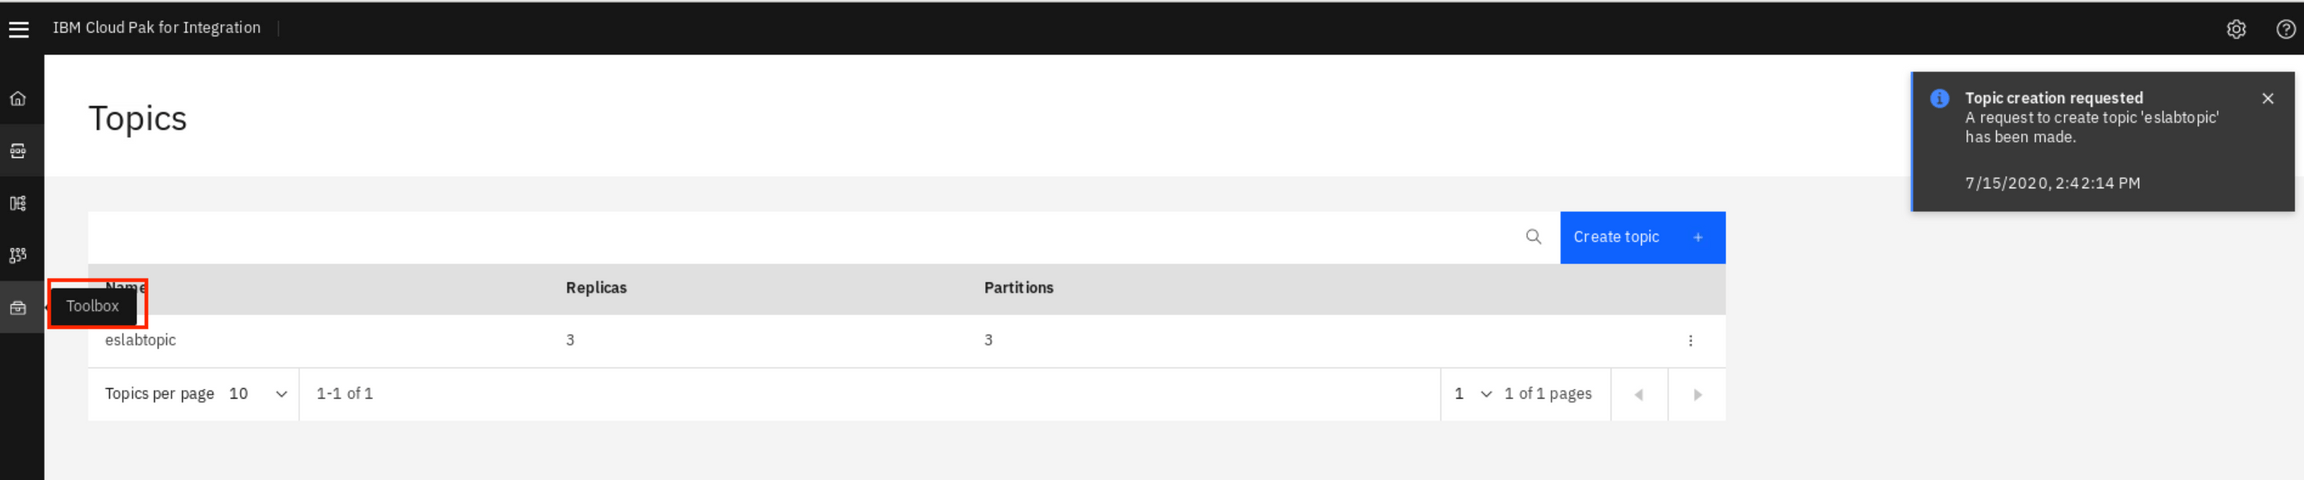 IBM Cloud Pak for Integration
Topics
Topic creation requested
A request to create topic 'eslabtopic'
has been made.
7/15/2020, 2:42:14 PM
Create topic +
Name Replicas Partitions
Toolbox
eslabtopic 3 3
Topics per page 10 1-1 of 1 1 1 of 1 pages